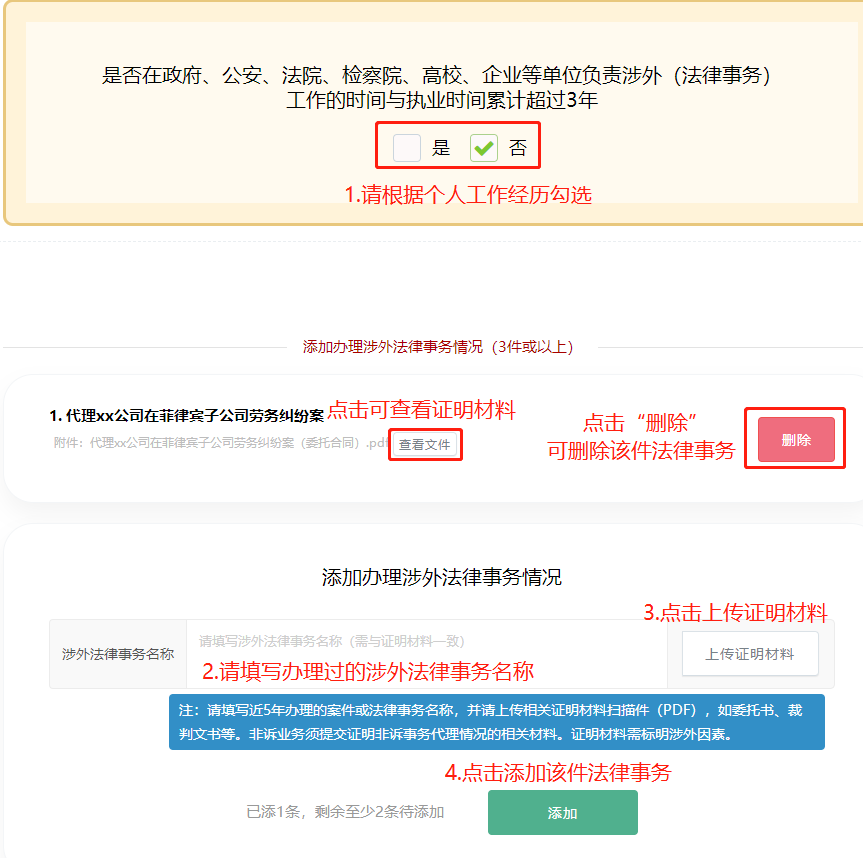 是否在政府、公安、法院、检察院、高校、企业等单位负责涉外（法律事务）
工作的时间与执业时间累计超过3年
是 否
1.请根据个人工作经历勾选
添加办理涉外法律事务情况（3件或以上）
1. 代理xx公司在菲律宾子公司劳务纠纷案
点击可查看证明材料
附件：代理xx公司在菲律宾子公司劳务纠纷案（委托合同）.pdf
查看文件
点击“删除”
可删除该件法律事务
删除
添加办理涉外法律事务情况
3.点击上传证明材料
涉外法律事务名称
请填写涉外法律事务名称（需与证明材料一致）
2.请填写办理过的涉外法律事务名称
上传证明材料
注：请填写近5年办理的案件或法律事务名称，并请上传相关证明材料扫描件（PDF），如委托书、裁
判文书等。非诉业务须提交证明非诉事务代理情况的相关材料。证明材料需标明涉外因素。
4.点击添加该件法律事务
已添1条，剩余至少2条待添加
添加